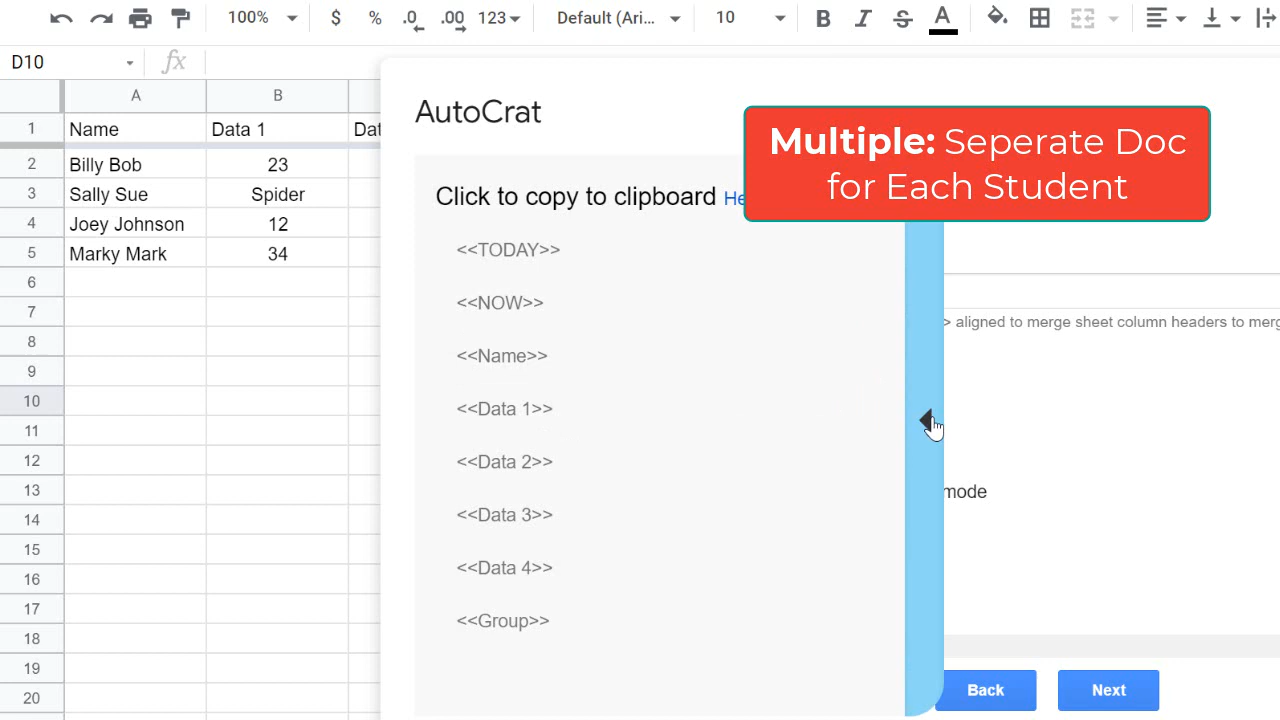 100% $ % .0 .00 123 Default (Ari... 10 B I S A
D10 fx
A B
1 Name Data 1 Dat
2 Billy Bob 23
3 Sally Sue Spider
4 Joey Johnson 12
5 Marky Mark 34
6
7
8
9
10
11
12
13
14
15
16
17
18
19
20
AutoCrat
Multiple: Seperate Doc
for Each Student
Click to copy to clipboard He
<<TODAY>>
<<NOW>>
> aligned to merge sheet column headers to merg
<<Name>>
<<Data 1>>
<<Data 2>>
mode
<<Data 3>>
<<Data 4>>
<<Group>>
Back Next